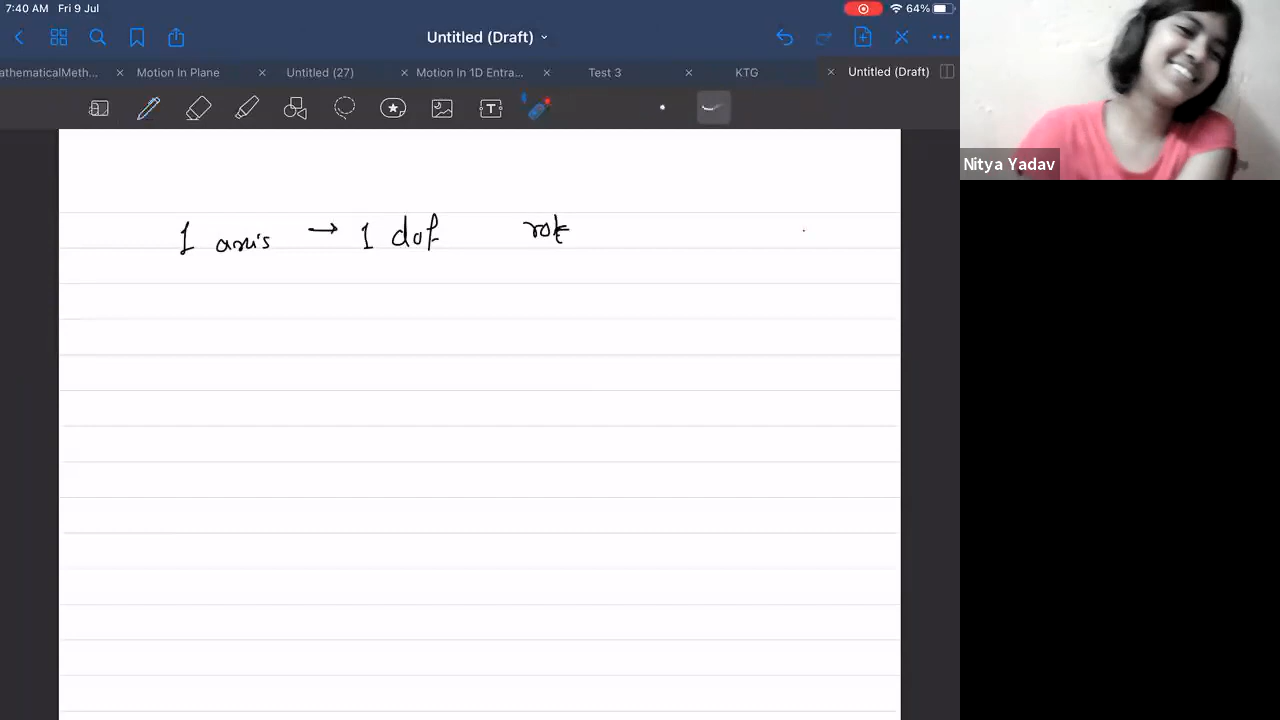 7:40 AM Fri 9 Jul 64%
Untitled (Draft)
athematicalMeth... Motion In Plane Untitled (27) Motion In 1D Entra... Test 3 KTG Untitled (Draft)
T
1 axis → 1 dof rot
Nitya Yadav